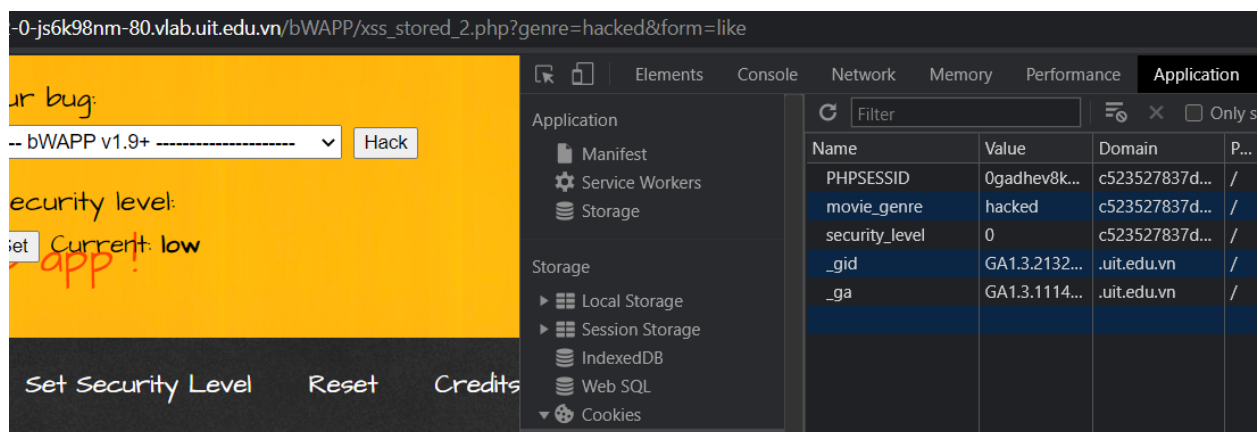 -0-js6k98nm-80.vlab.uit.edu.vn/bWAPP/xss_stored_2.php?genre=hacked&form=like
ur bug:
-- bWAPP v1.9+ ---------------------- Hack
ecurity level:
Set Current: low
app !
Set Security Level Reset Credits
Elements Console Network Memory Performance Application
Application
Manifest
Service Workers
Storage
Storage
Local Storage
Session Storage
IndexedDB
Web SQL
Cookies
Filter Only s
Name Value Domain P...
PHPSESSID 0gadhev8k... c523527837d... /
movie_genre hacked c523527837d... /
security_level 0 c523527837d... /
_gid GA1.3.2132... .uit.edu.vn /
_ga GA1.3.1114... .uit.edu.vn /